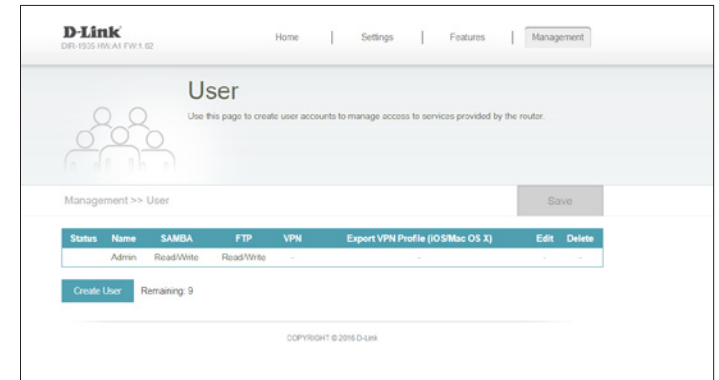 D-Link
DIR-1935 HW:A1 FW:1.02
Home | Settings | Features | Management
User
Use this page to create user accounts to manage access to services provided by the router.
Management >> User
Save
Status Name SAMBA FTP VPN Export VPN Profile (iOS/Mac OS X) Edit Delete
Admin Read/Write Read/Write - - - -
Create User Remaining: 9
COPYRIGHT © 2016 D-Link